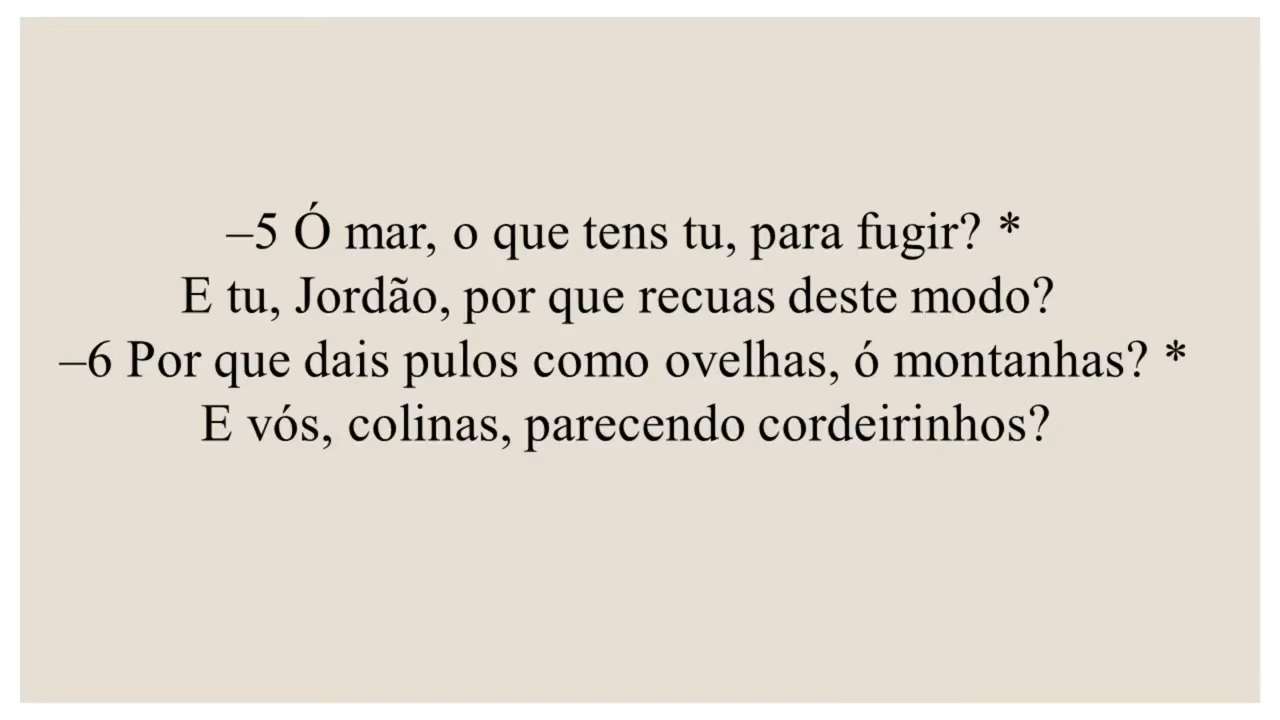 –5 Ó mar, o que tens tu, para fugir? *
E tu, Jordão, por que recuas deste modo?
–6 Por que dais pulos como ovelhas, ó montanhas? *
E vós, colinas, parecendo cordeirinhos?